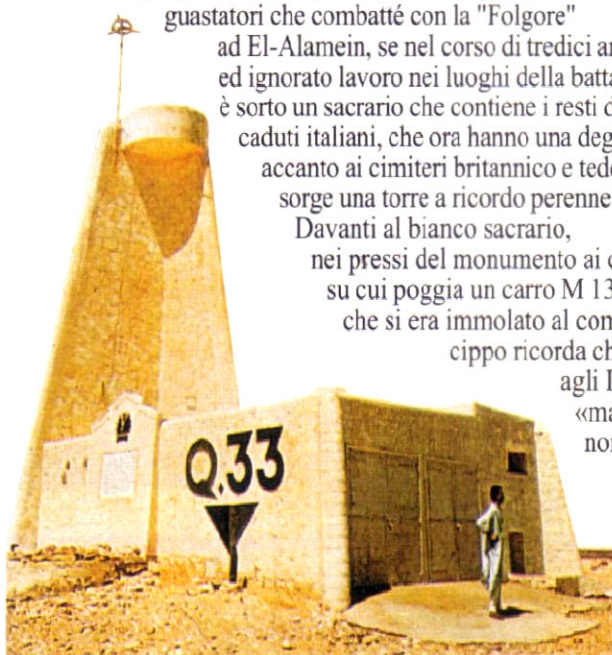 guastatori che combatté con la "Folgore"
ad El-Alamein, se nel corso di tredici
ed ignorato lavoro nei luoghi della
è sorto un sacrario che contiene i resti
caduti italiani, che ora hanno una
accanto ai cimiteri britannico e
sorge una torre a ricordo perenne
Davanti al bianco sacrario,
nei pressi del monumento ai
su cui poggia un carro M 13
che si era immolato al
cippo ricorda
agli
Q.33